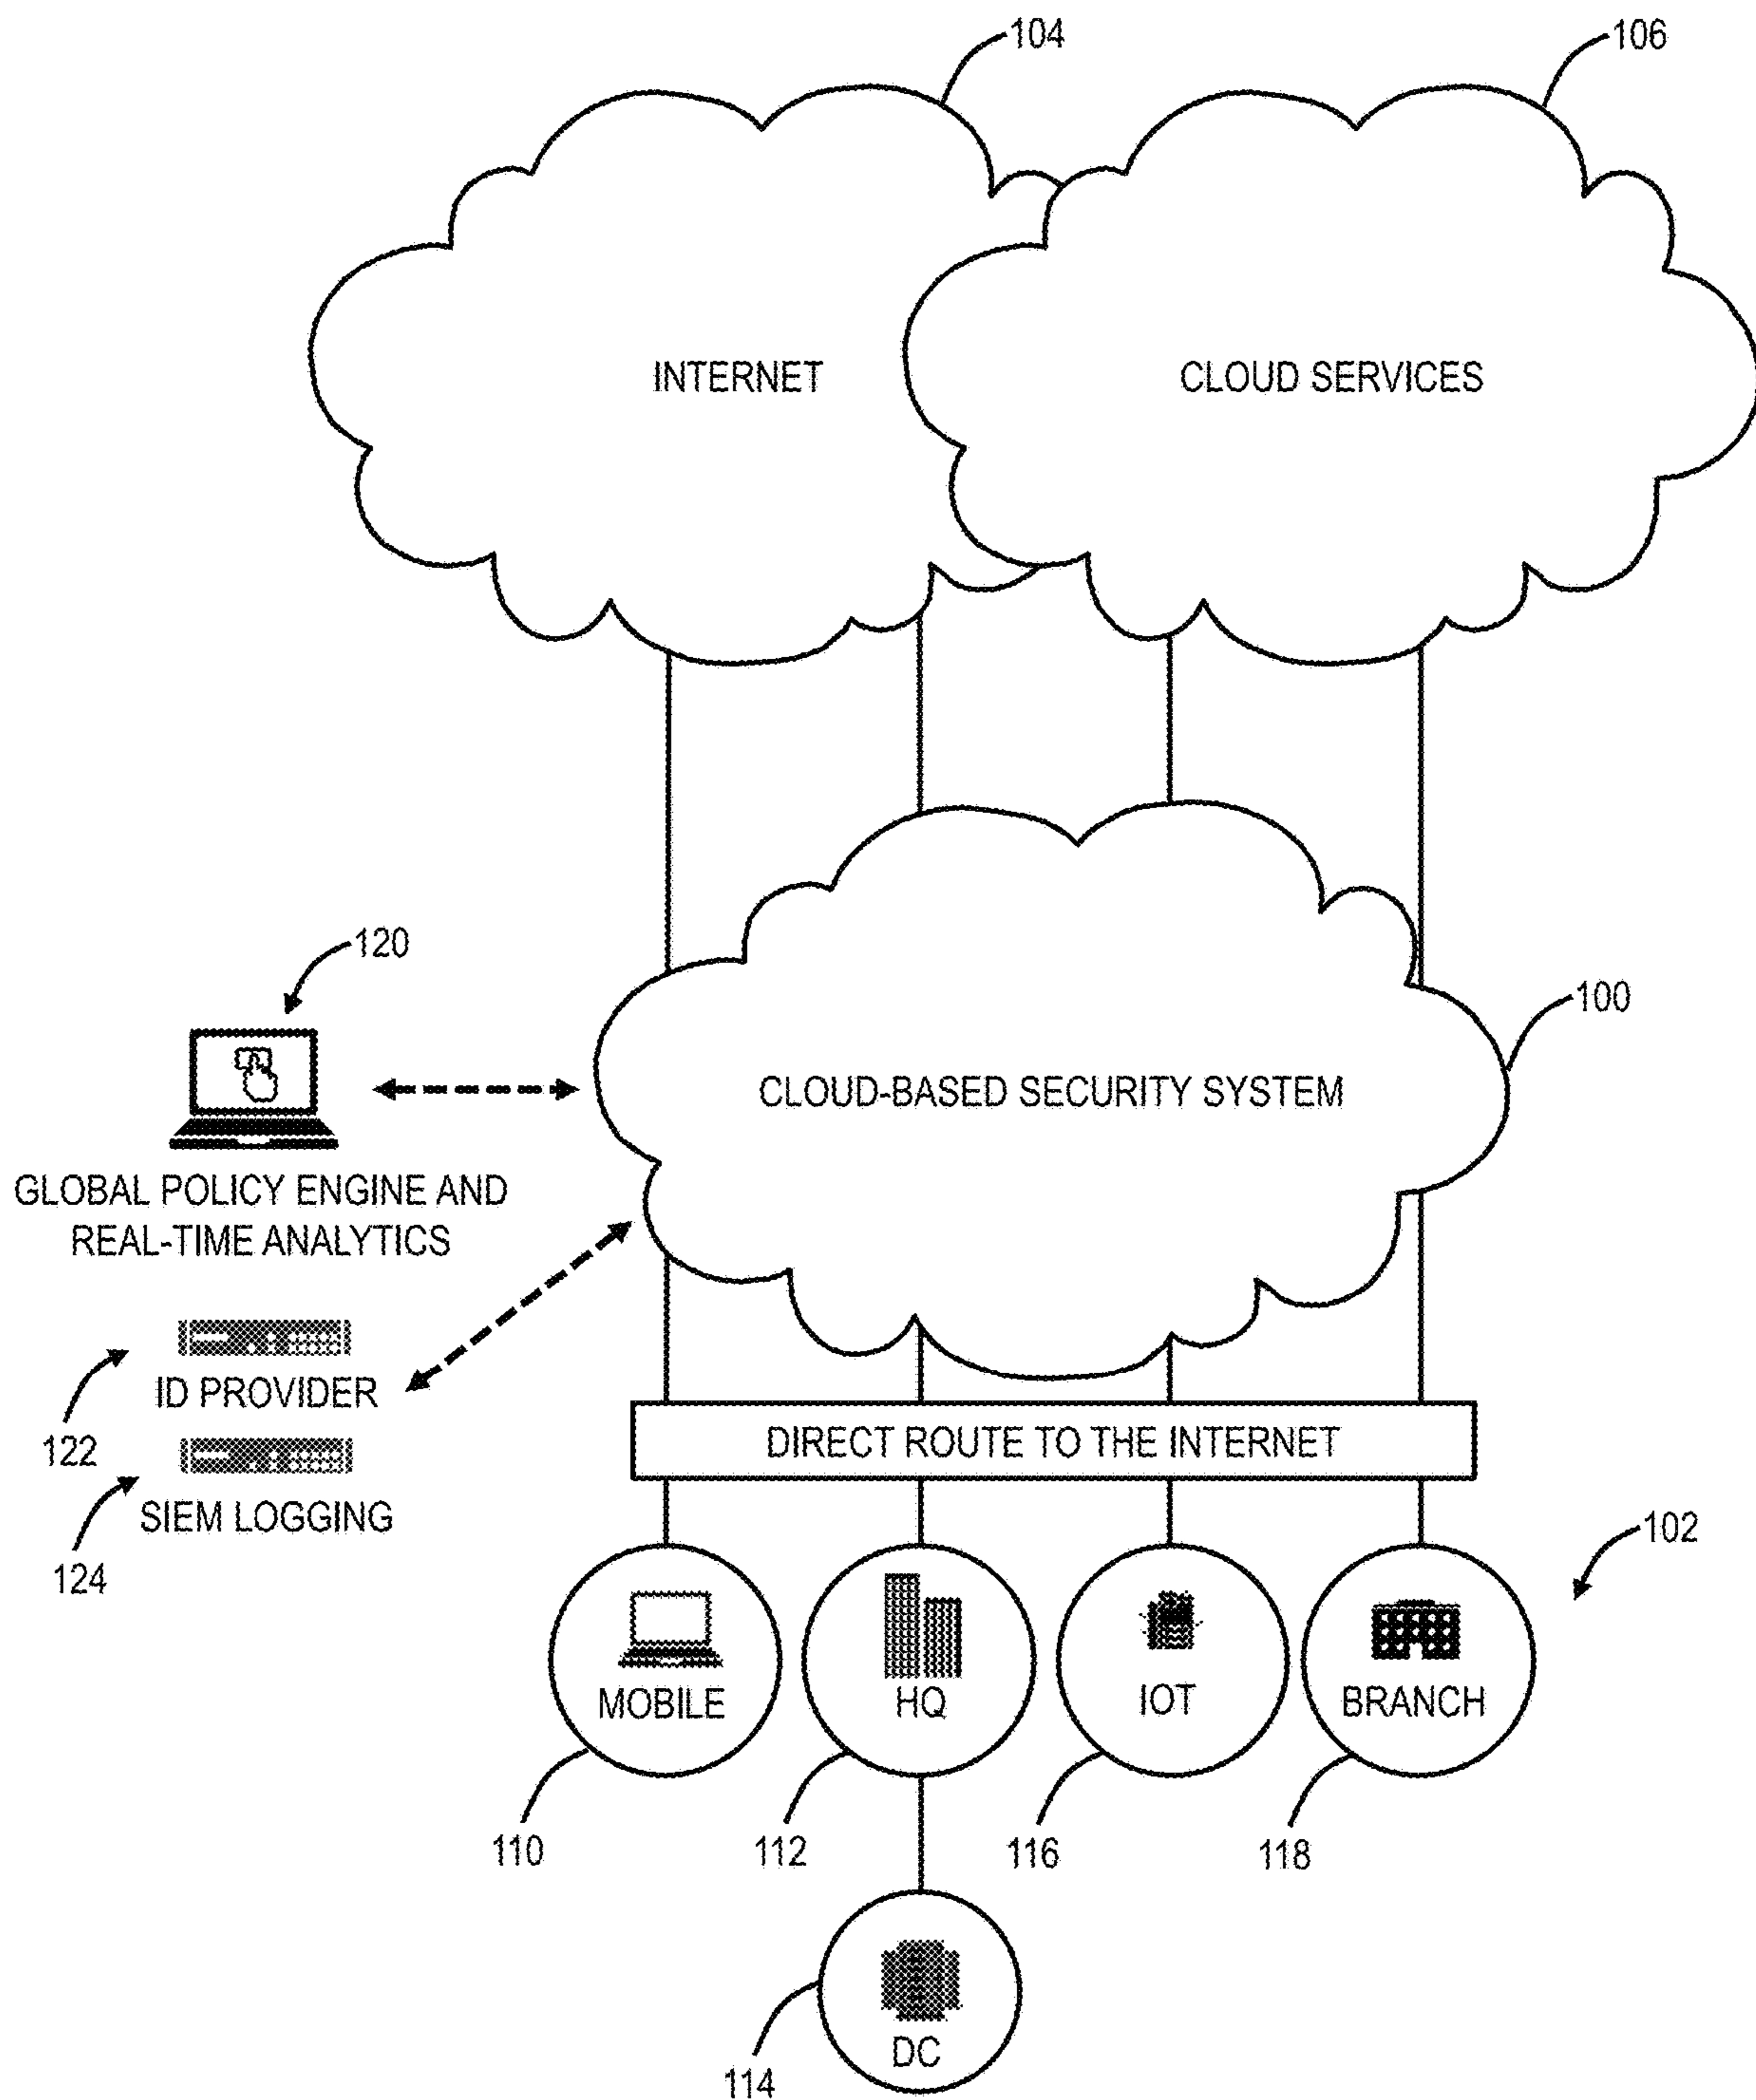 104
106
INTERNET
CLOUD SERVICES
120
100
CLOUD-BASED SECURITY SYSTEM
GLOBAL POLICY ENGINE AND
REAL-TIME ANALYTICS
ID PROVIDER
122
DIRECT ROUTE TO THE INTERNET
SIEM LOGGING
124
102
MOBILE
HQ
IOT
BRANCH
110
112
116
118
DC
114